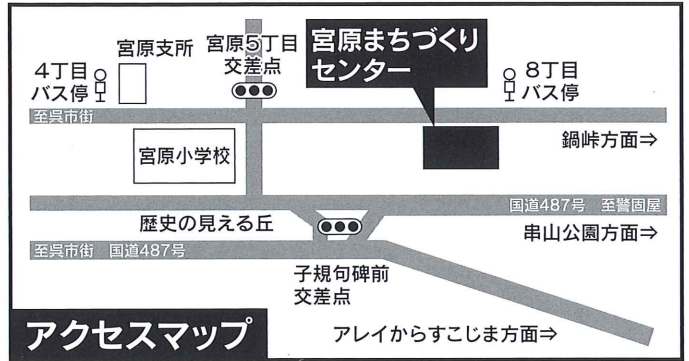 宮原支所
宮原5丁目
交差点
宮原まちづくり
センター
4丁目
バス停
8丁目
バス停
至呉市街
宮原小学校
鍋峠方面⇒
国道487号 至警固屋
歴史の見える丘
串山公園方面⇒
至呉市街 国道487号
子規句碑前
交差点
アクセスマップ
アレイからすこじま方面⇒